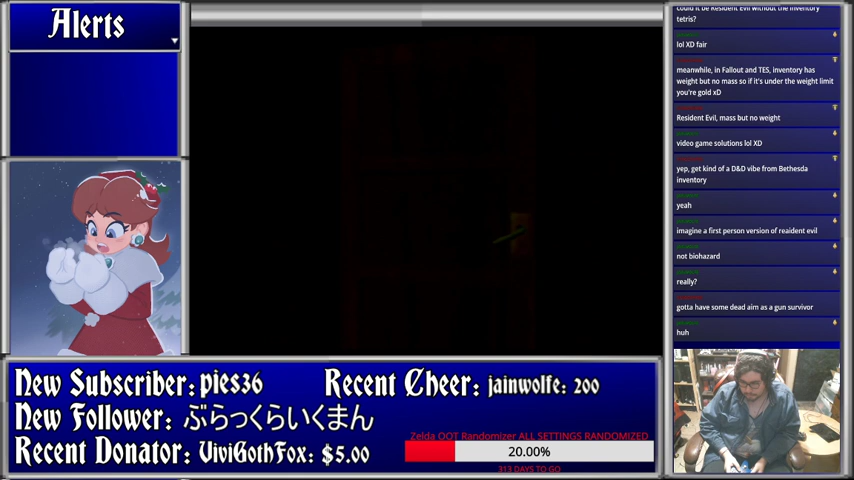 Alerts
could it be Resident Evil without the inventory
tetris?
lol XD fair
meanwhile, in Fallout and TES, inventory has
weight but no mass so if it's under the weight limit
you're gold xD
Resident Evil, mass but no weight
video game solutions lol XD
yep, get kind of a D&D vibe from Bethesda
inventory
yeah
imagine a first person version of reaident evil
not biohazard
really?
gotta have some dead aim as a gun survivor
huh
New Subscriber: pies36
Recent Cheer: jainwolfe: 200
New Follower: ぶらっくらいくまん
Recent Donator: ViviGothFox: $5.00
Zelda OOT Randomizer ALL SETTINGS RANDOMIZED
20.00%
313 DAYS TO GO